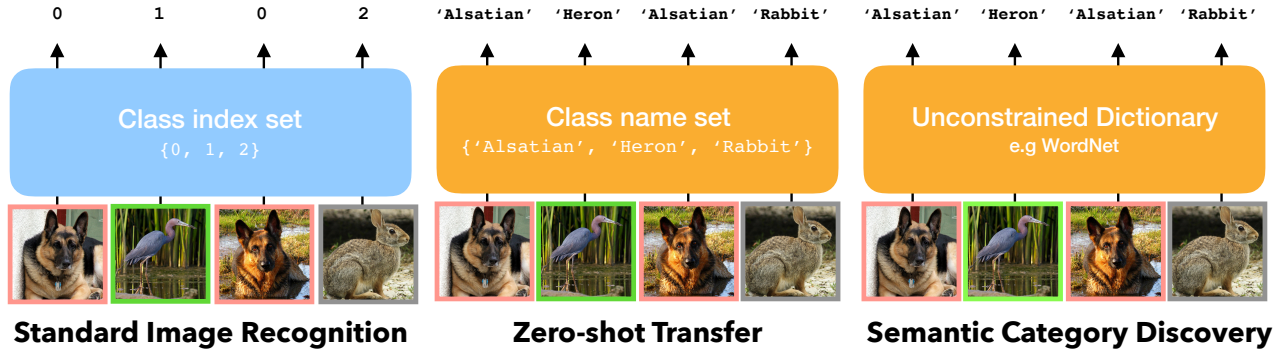 0 1 0 2
Class index set
{0, 1, 2}
Standard Image Recognition
‘Alsatian’ ‘Heron’ ‘Alsatian’ ‘Rabbit’
Class name set
{‘Alsatian’, ‘Heron’, ‘Rabbit’}
Zero-shot Transfer
‘Alsatian’ ‘Heron’ ‘Alsatian’ ‘Rabbit’
Unconstrained Dictionary
e.g WordNet
Semantic Category Discovery